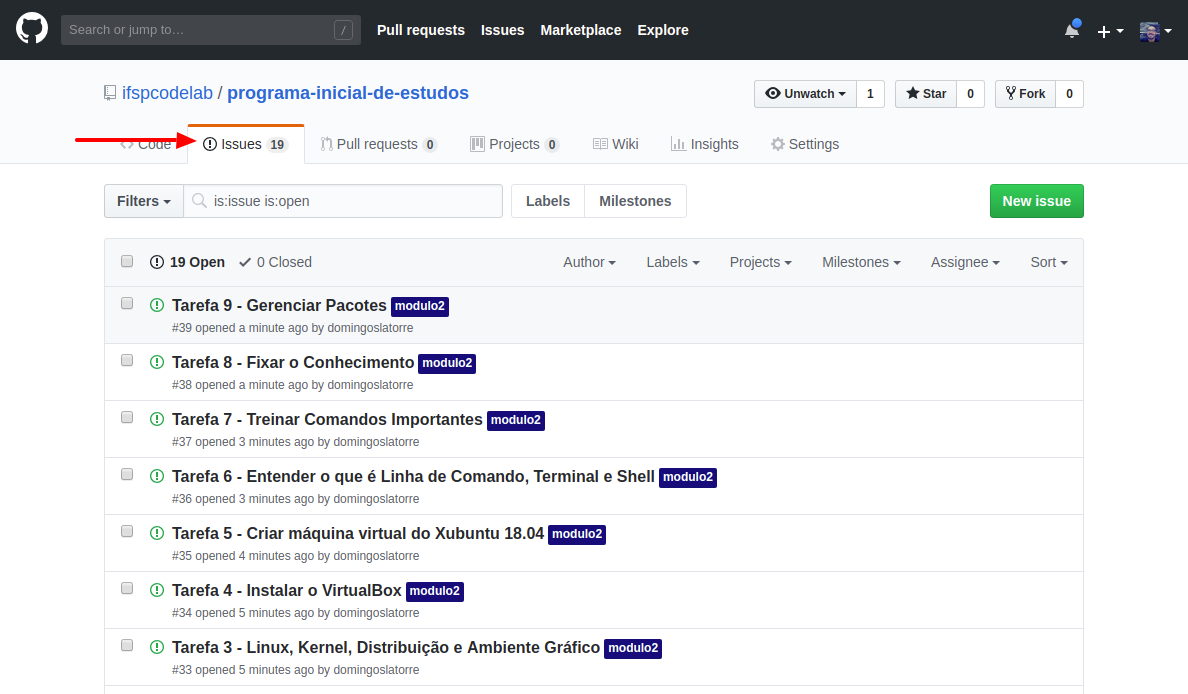 Search or jump to… / Pull requests Issues Marketplace Explore
ifspcodelab / programa-inicial-de-estudos Unwatch 1 Star 0 Fork 0
Code Issues 19 Pull requests 0 Projects 0 Wiki Insights Settings
Filters is:issue is:open Labels Milestones New issue
19 Open 0 Closed Author Labels Projects Milestones Assignee Sort
Tarefa 9 - Gerenciar Pacotes modulo2
#39 opened a minute ago by domingoslatorre
Tarefa 8 - Fixar o Conhecimento modulo2
#38 opened a minute ago by domingoslatorre
Tarefa 7 - Treinar Comandos Importantes modulo2
#37 opened 3 minutes ago by domingoslatorre
Tarefa 6 - Entender o que é Linha de Comando, Terminal e Shell modulo2
#36 opened 3 minutes ago by domingoslatorre
Tarefa 5 - Criar máquina virtual do Xubuntu 18.04 modulo2
#35 opened 4 minutes ago by domingoslatorre
Tarefa 4 - Instalar o VirtualBox modulo2
#34 opened 5 minutes ago by domingoslatorre
Tarefa 3 - Linux, Kernel, Distribuição e Ambiente Gráfico modulo2
#33 opened 5 minutes ago by domingoslatorre